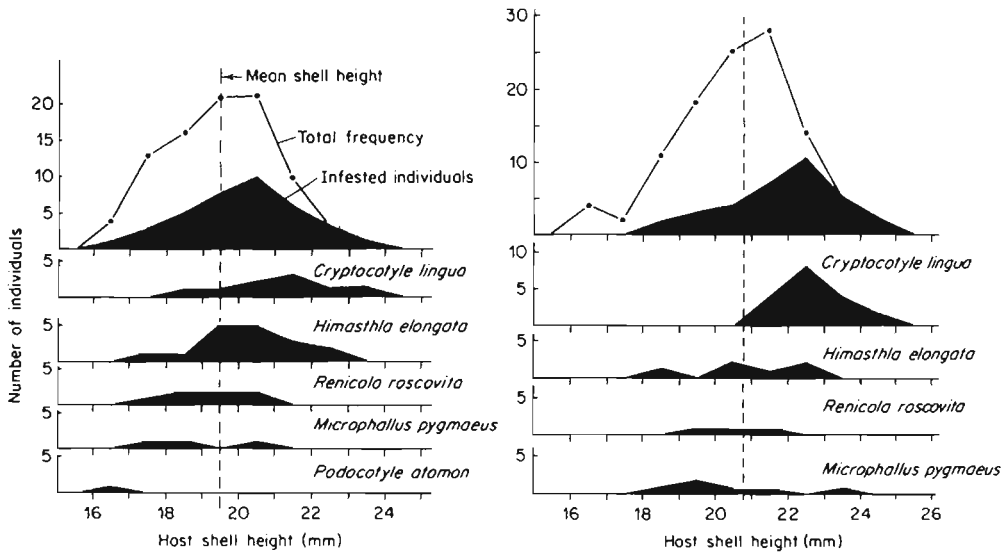 Number of individuals
20
15
10
5
Mean shell height
Total frequency
Infested individuals
5
Cryptocotyle lingua
5
Himasthla elongata
5
Renicola roscovita
5
Microphallus pygmaeus
5
Podocotyle atomon
16 18 20 22 24
Host shell height (mm)
30
20
10
10
5
Cryptocotyle lingua
5
Himasthla elongata
5
Renicola roscovita
5
Microphallus pygmaeus
16 18 20 22 24 26
Host shell height (mm)